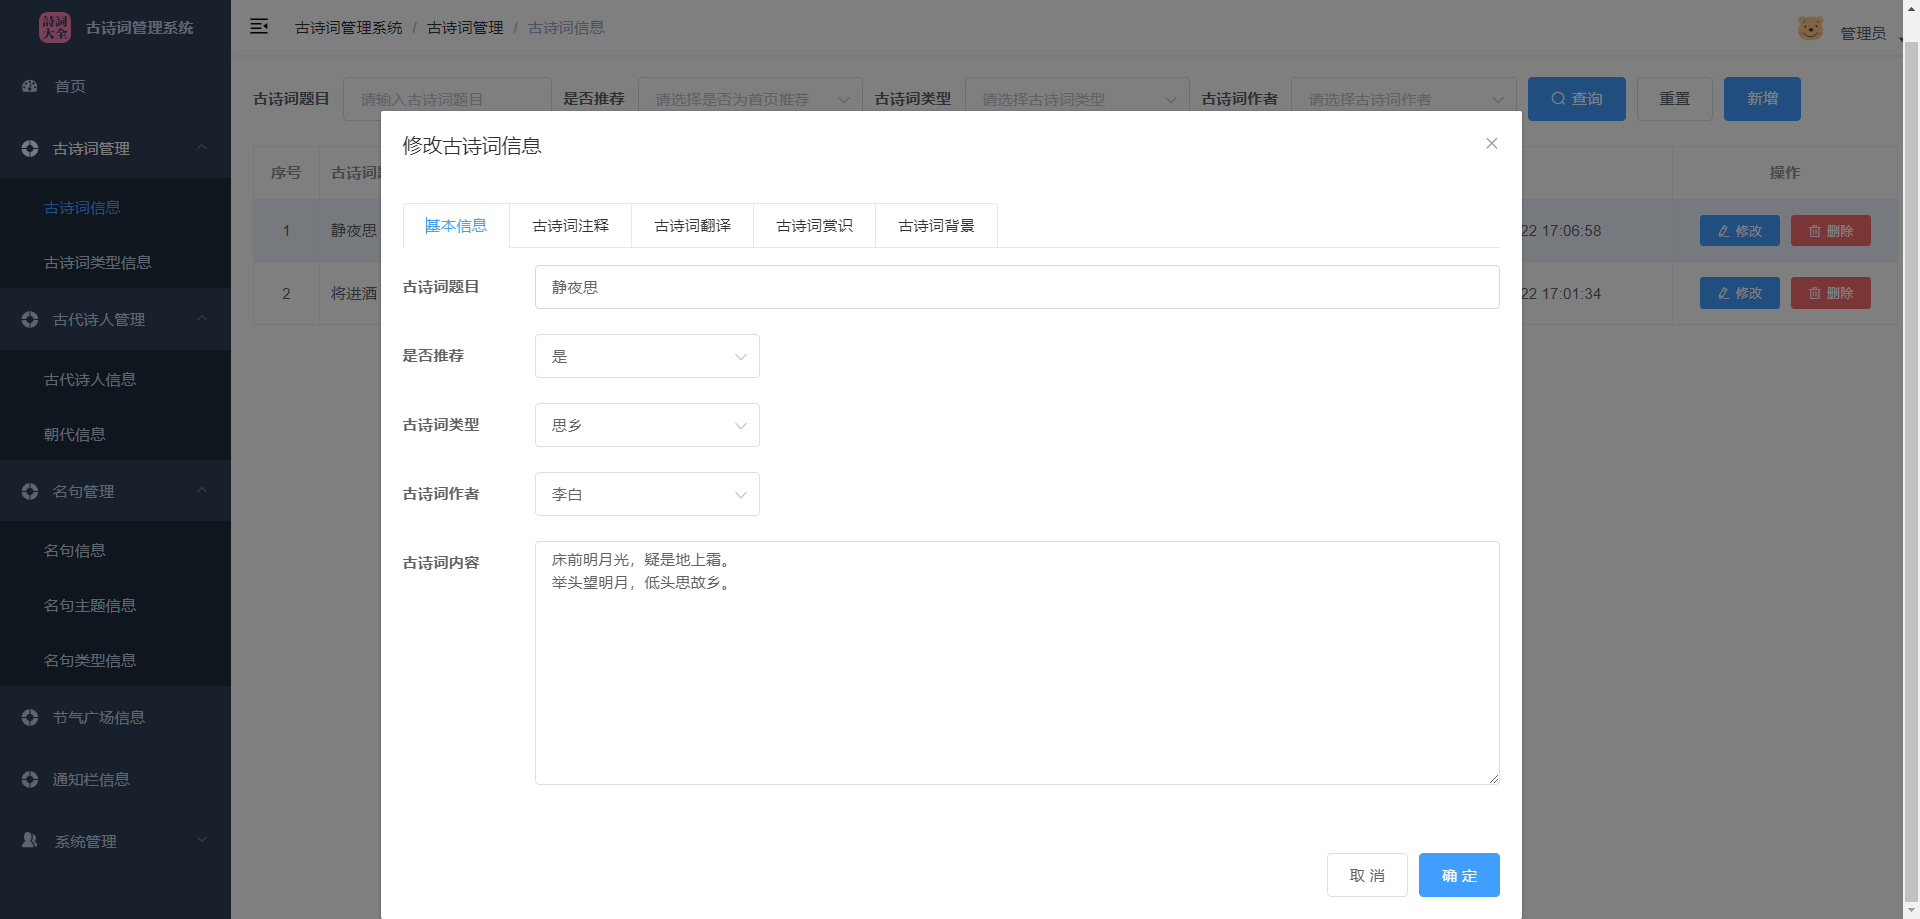 詩詞
大全
古诗词管理系统
首页
古诗词管理
古诗词信息
古诗词类型信息
古代诗人管理
古代诗人信息
朝代信息
名句管理
名句信息
名句主题信息
名句类型信息
节气广场信息
通知栏信息
系统管理
古诗词管理系统 / 古诗词管理 / 古诗词信息
管理员
古诗词题目 请输入古诗词题目 是否推荐 请选择是否为首页推荐 古诗词类型 请选择古诗词类型 古诗词作者 请选择古诗词作者 查询 重置 新增
序号 古诗词 操作
1 静夜思 22 17:06:58 修改 删除
2 将进酒 22 17:01:34 修改 删除
修改古诗词信息
基本信息 古诗词注释 古诗词翻译 古诗词赏识 古诗词背景
古诗词题目 静夜思
是否推荐 是
古诗词类型 思乡
古诗词作者 李白
古诗词内容 床前明月光，疑是地上霜。
举头望明月，低头思故乡。
取 消 确 定